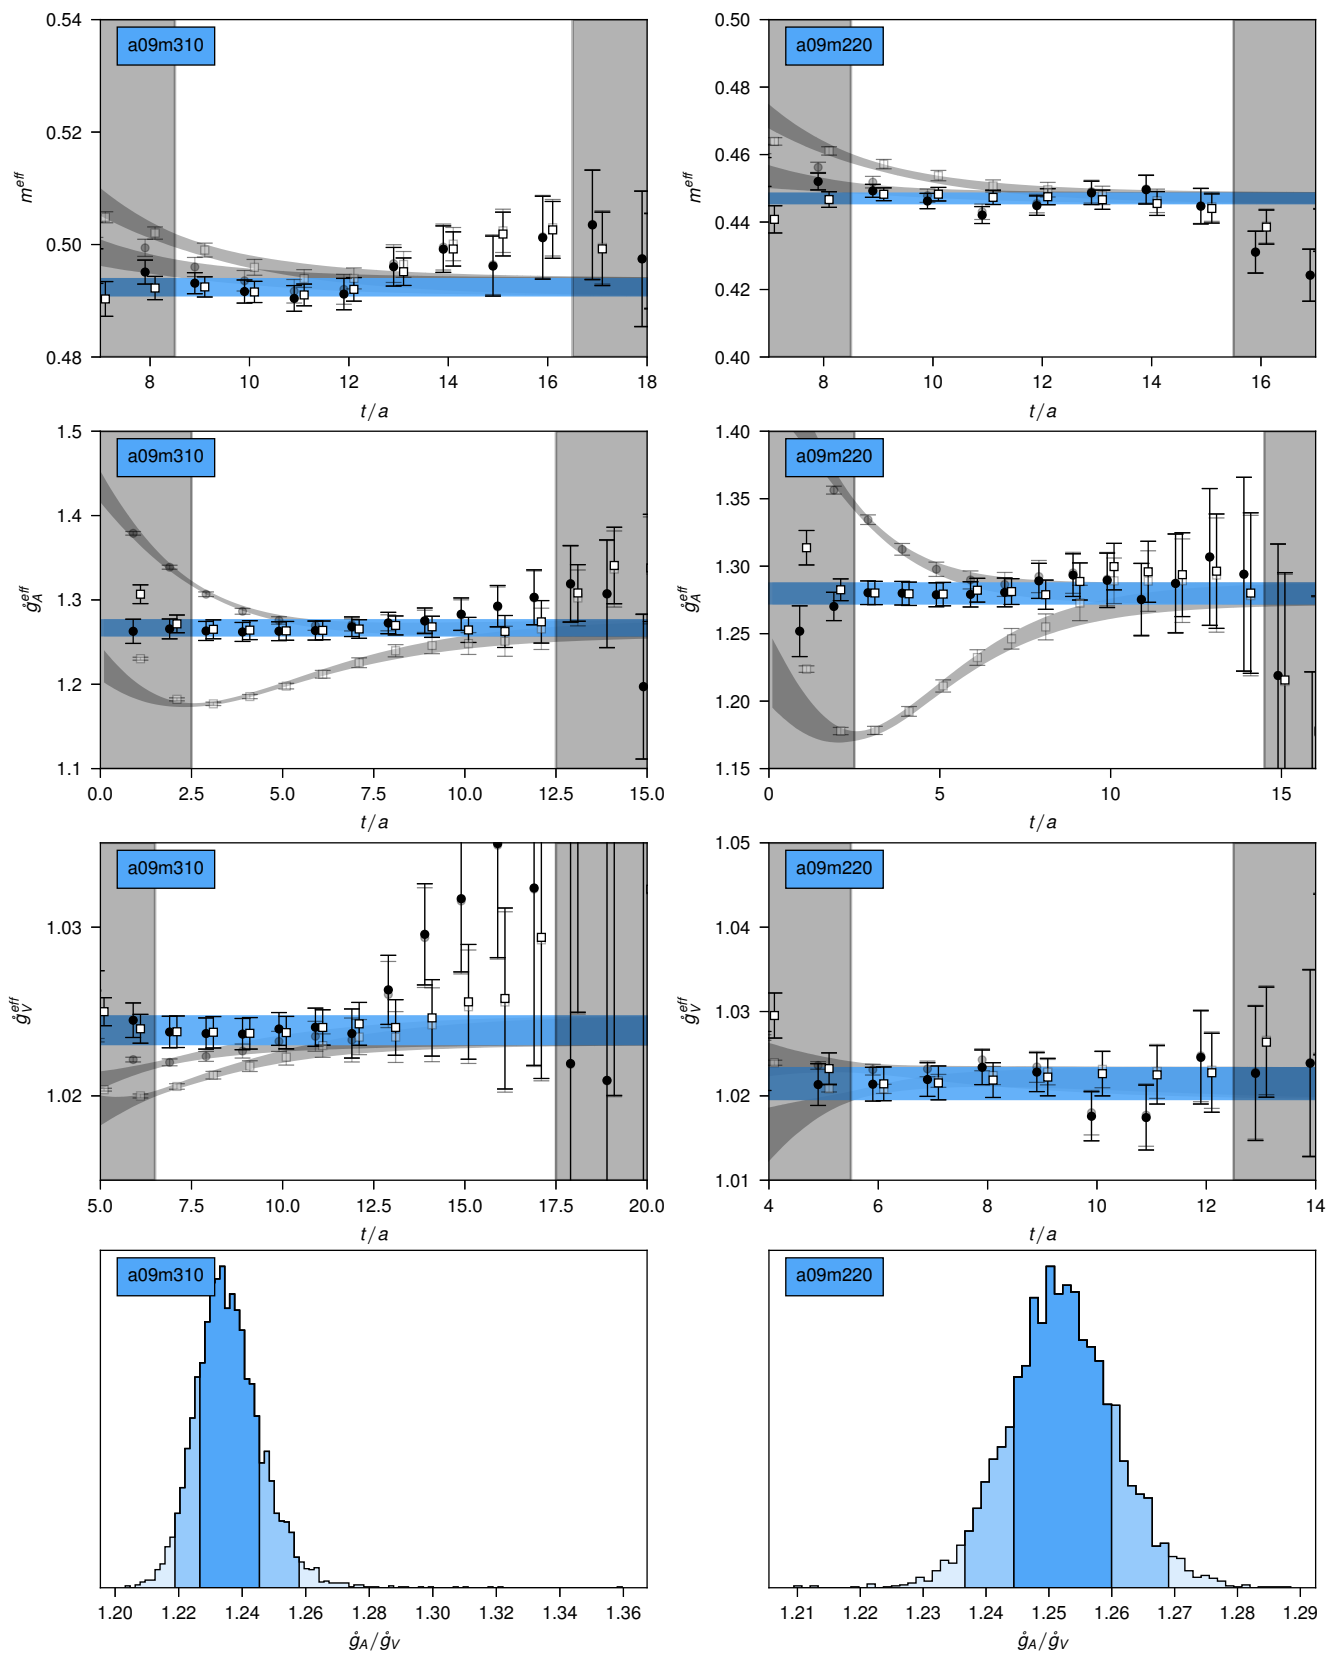 a09m310
0.54
0.52
0.50
0.48
m^eff
8 10 12 14 16 18
t/a
a09m220
0.50
0.48
0.46
0.44
0.42
0.40
m^eff
8 10 12 14 16
t/a
a09m310
1.5
1.4
1.3
1.2
1.1
g̊_A^eff
0.0 2.5 5.0 7.5 10.0 12.5 15.0
t/a
a09m220
1.40
1.35
1.30
1.25
1.20
1.15
g̊_A^eff
0 5 10 15
t/a
a09m310
1.03
1.02
g̊_V^eff
5.0 7.5 10.0 12.5 15.0 17.5 20.0
t/a
a09m220
1.05
1.04
1.03
1.02
1.01
g̊_V^eff
4 6 8 10 12 14
t/a
a09m310
1.20 1.22 1.24 1.26 1.28 1.30 1.32 1.34 1.36
g̊_A/g̊_V
a09m220
1.21 1.22 1.23 1.24 1.25 1.26 1.27 1.28 1.29
g̊_A/g̊_V